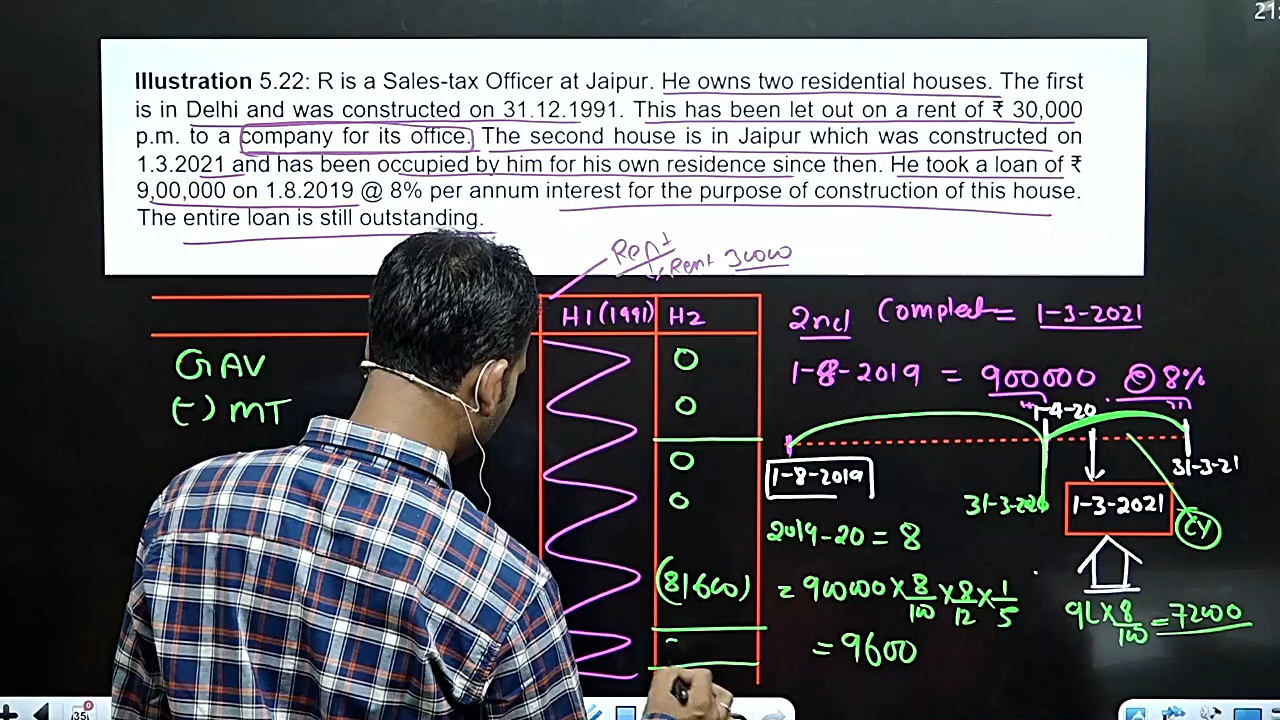 21:
Illustration 5.22: R is a Sales-tax Officer at Jaipur. He owns two residential houses. The first
is in Delhi and was constructed on 31.12.1991. This has been let out on a rent of ₹ 30,000
p.m. to a company for its office. The second house is in Jaipur which was constructed on
1.3.2021 and has been occupied by him for his own residence since then. He took a loan of ₹
9,00,000 on 1.8.2019 @ 8% per annum interest for the purpose of construction of this house.
The entire loan is still outstanding.
Rent
Rent 30000
H1 (1991) H2
GAV 0
(-) MT 0
0
0
(81600)
2nd Complet = 1-3-2021
1-8-2019 = 900000 @ 8%
1-4-20
1-8-2019
31-3-21
31-3-2020
1-3-2021
CY
2019-20 = 8
= 900000 × 8/100 × 8/12 × 1/5
= 9600
9L × 8/100 = 72000
35